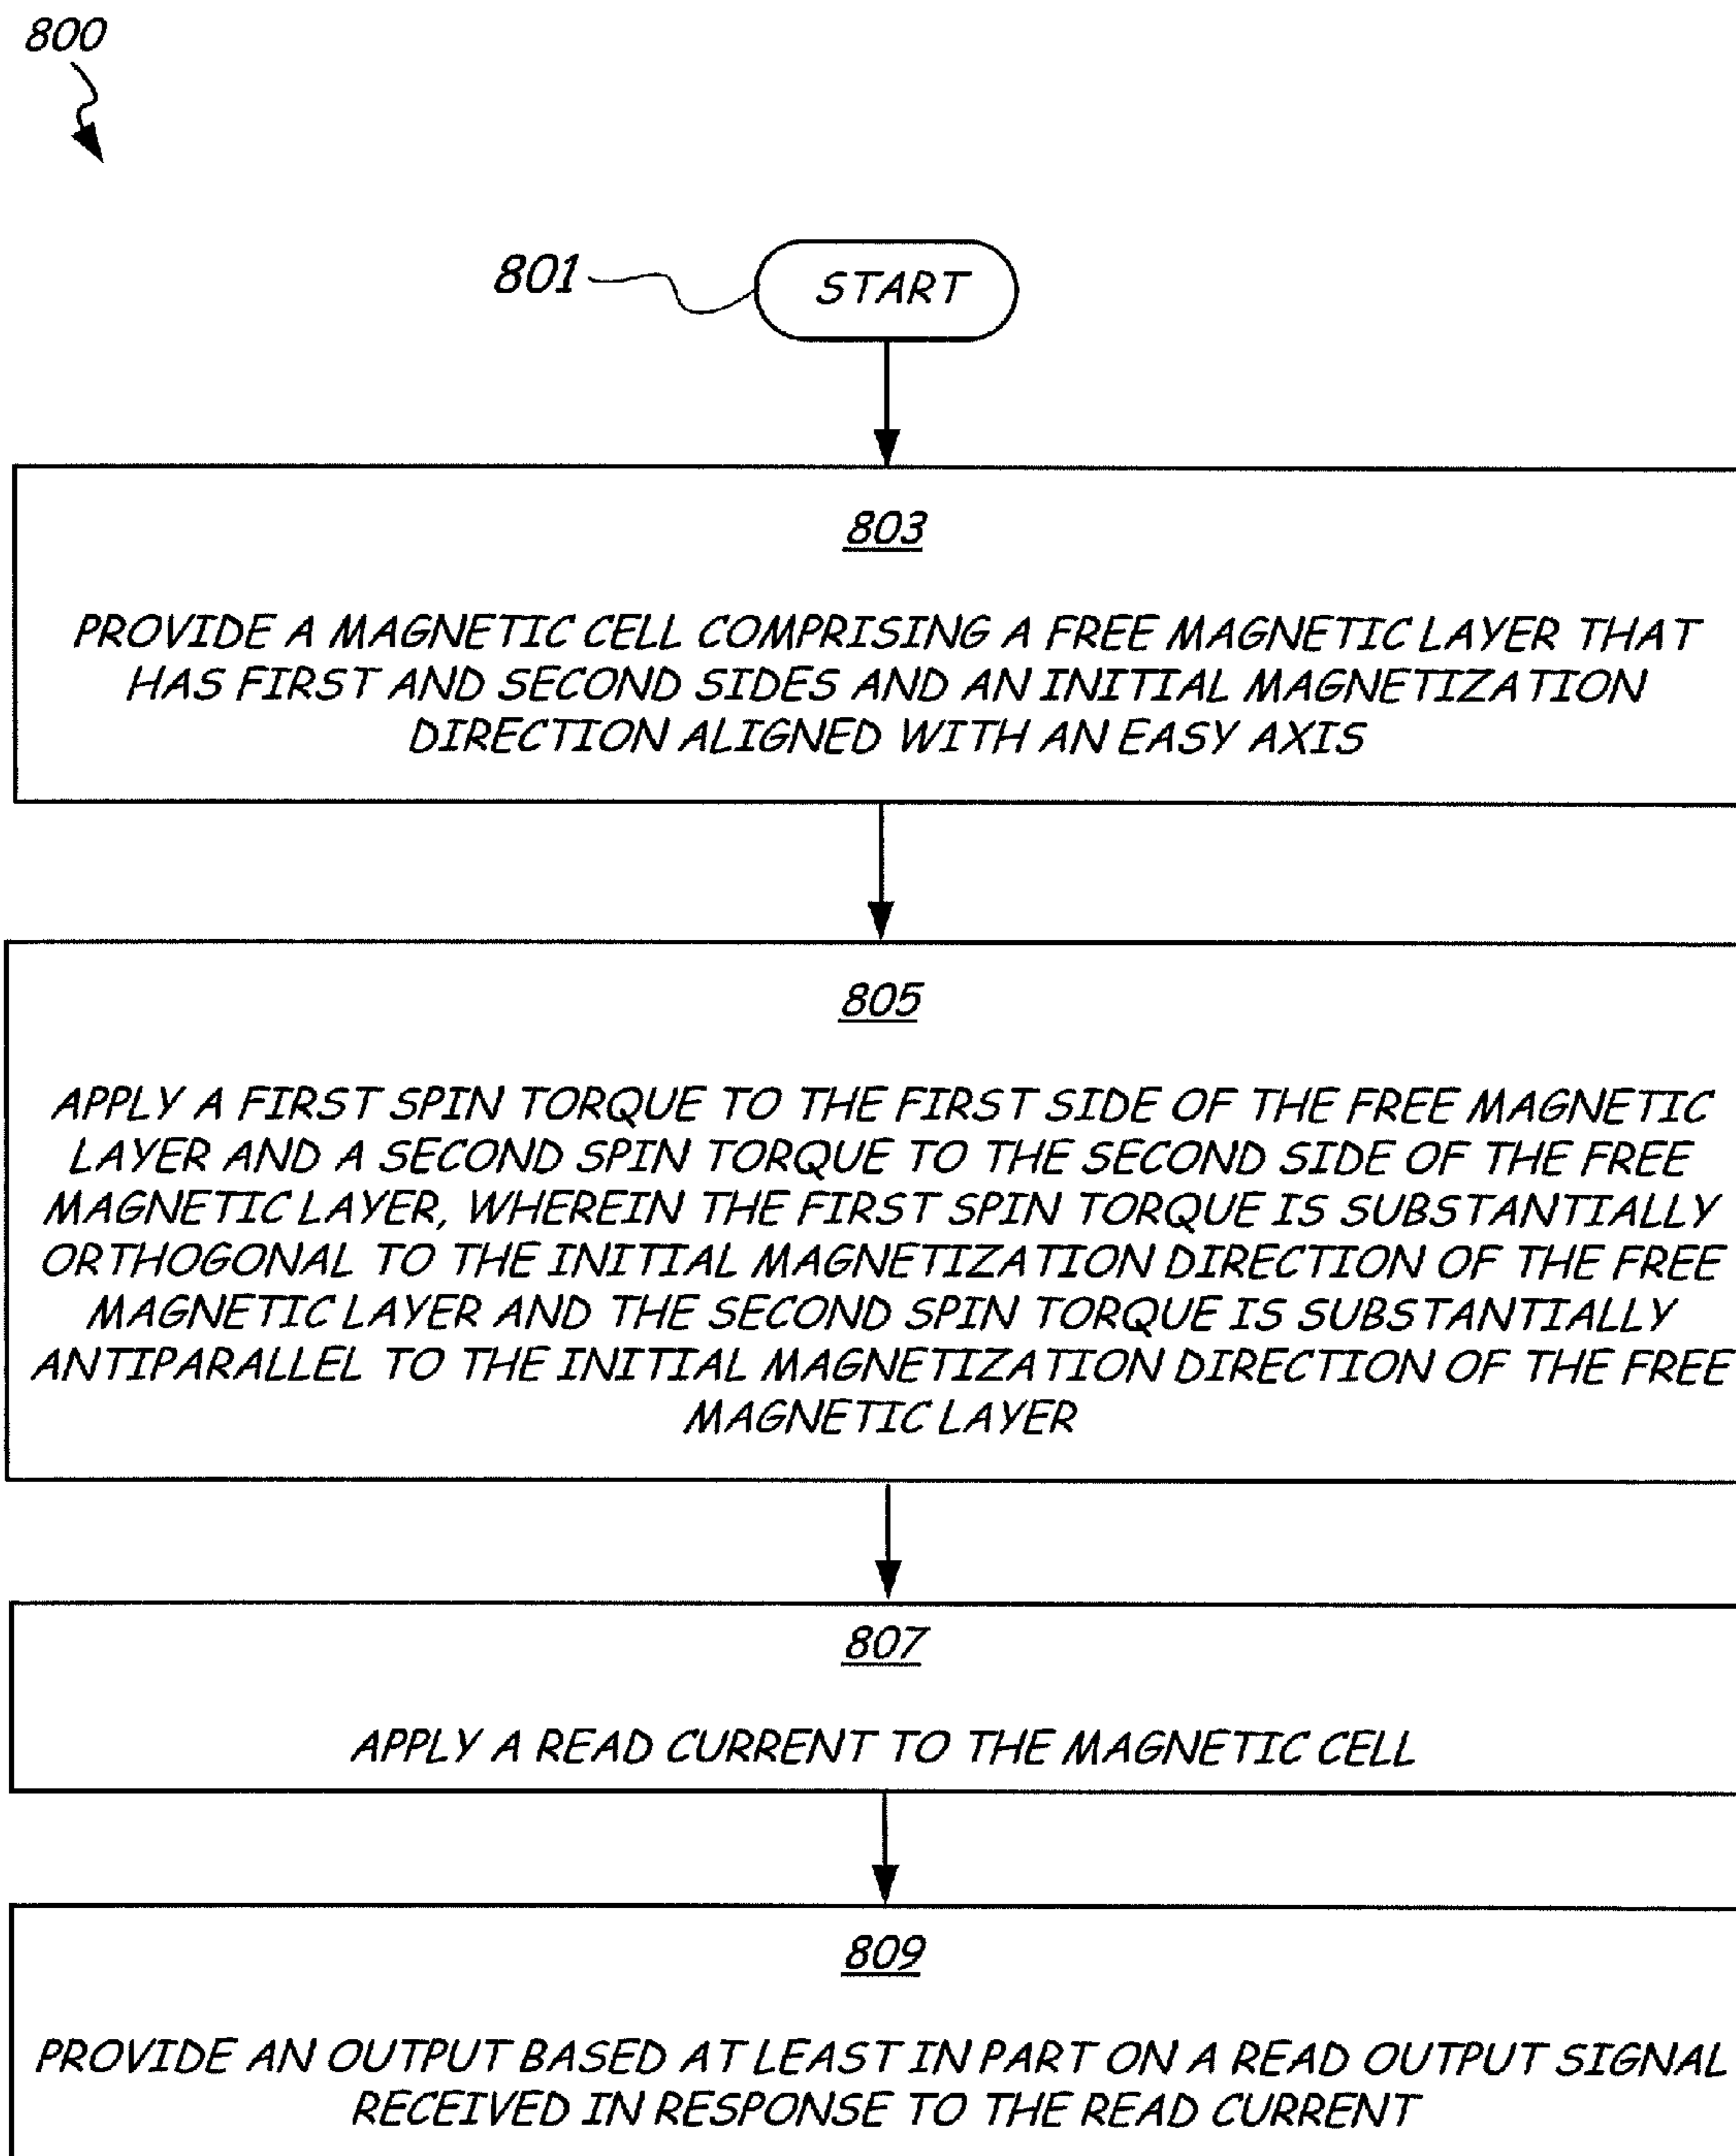 800
801
START
803
PROVIDE A MAGNETIC CELL COMPRISING A FREE MAGNETIC LAYER THAT
HAS FIRST AND SECOND SIDES AND AN INITIAL MAGNETIZATION
DIRECTION ALIGNED WITH AN EASY AXIS
805
APPLY A FIRST SPIN TORQUE TO THE FIRST SIDE OF THE FREE MAGNETIC
LAYER AND A SECOND SPIN TORQUE TO THE SECOND SIDE OF THE FREE
MAGNETIC LAYER, WHEREIN THE FIRST SPIN TORQUE IS SUBSTANTIALLY
ORTHOGONAL TO THE INITIAL MAGNETIZATION DIRECTION OF THE FREE
MAGNETIC LAYER AND THE SECOND SPIN TORQUE IS SUBSTANTIALLY
ANTIPARALLEL TO THE INITIAL MAGNETIZATION DIRECTION OF THE FREE
MAGNETIC LAYER
807
APPLY A READ CURRENT TO THE MAGNETIC CELL
809
PROVIDE AN OUTPUT BASED AT LEAST IN PART ON A READ OUTPUT SIGNAL
RECEIVED IN RESPONSE TO THE READ CURRENT